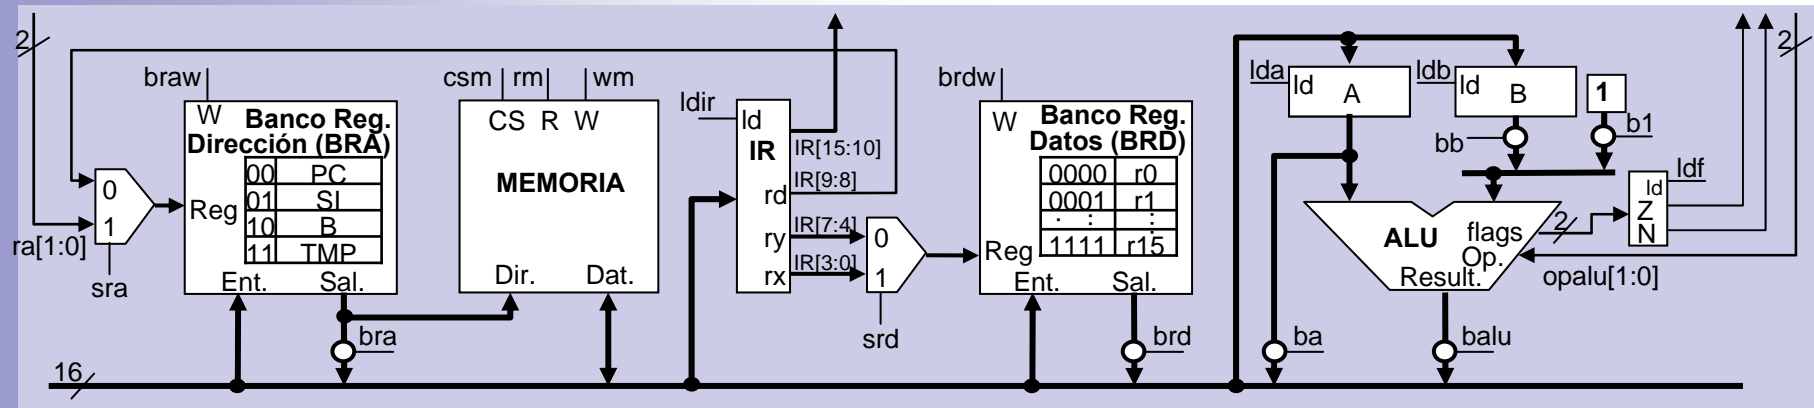 2
braw
W
Banco Reg.
Dirección (BRA)
00 PC
01 SI
10 B
11 TMP
Reg
Ent.
Sal.
0
1
ra[1:0]
sra
bra
16
csm
rm
wm
CS R W
MEMORIA
Dir.
Dat.
ldir
ld
IR
rd
ry
rx
IR[15:10]
IR[9:8]
IR[7:4]
IR[3:0]
0
1
srd
brdw
W
Banco Reg.
Datos (BRD)
0000 r0
0001 r1
: : :
1111 r15
Reg
Ent.
Sal.
brd
lda
ld
A
ldb
ld
B
1
bb
b1
ldf
ld
Z
N
2
2
ALU
flags
Op.
Result.
opalu[1:0]
ba
balu